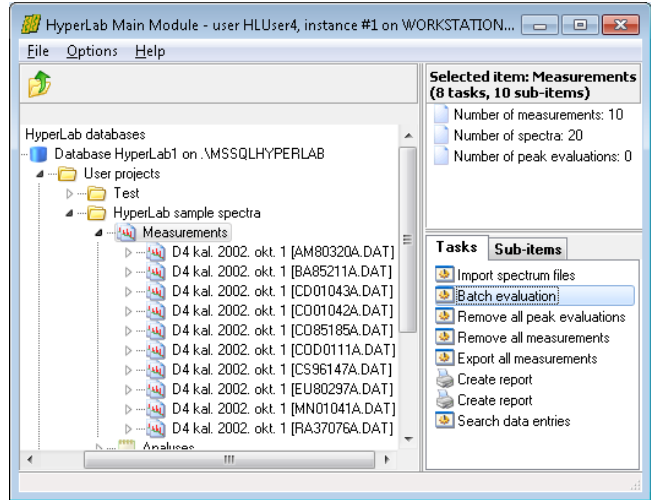 HyperLab Main Module - user HLUser4, instance #1 on WORKSTATION...
File Options Help
HyperLab databases
Database HyperLab1 on .\MSSQLHYPERLAB
User projects
Test
HyperLab sample spectra
Measurements
D4 kal. 2002. okt. 1 [AM80320A.DAT]
D4 kal. 2002. okt. 1 [BA85211A.DAT]
D4 kal. 2002. okt. 1 [CD01043A.DAT]
D4 kal. 2002. okt. 1 [CO01042A.DAT]
D4 kal. 2002. okt. 1 [CO85185A.DAT]
D4 kal. 2002. okt. 1 [COD0111A.DAT]
D4 kal. 2002. okt. 1 [CS96147A.DAT]
D4 kal. 2002. okt. 1 [EU80297A.DAT]
D4 kal. 2002. okt. 1 [MN01041A.DAT]
D4 kal. 2002. okt. 1 [RA37076A.DAT]
Analyses
Selected item: Measurements
(8 tasks, 10 sub-items)
Number of measurements: 10
Number of spectra: 20
Number of peak evaluations: 0
Tasks Sub-items
Import spectrum files
Batch evaluation
Remove all peak evaluations
Remove all measurements
Export all measurements
Create report
Create report
Search data entries